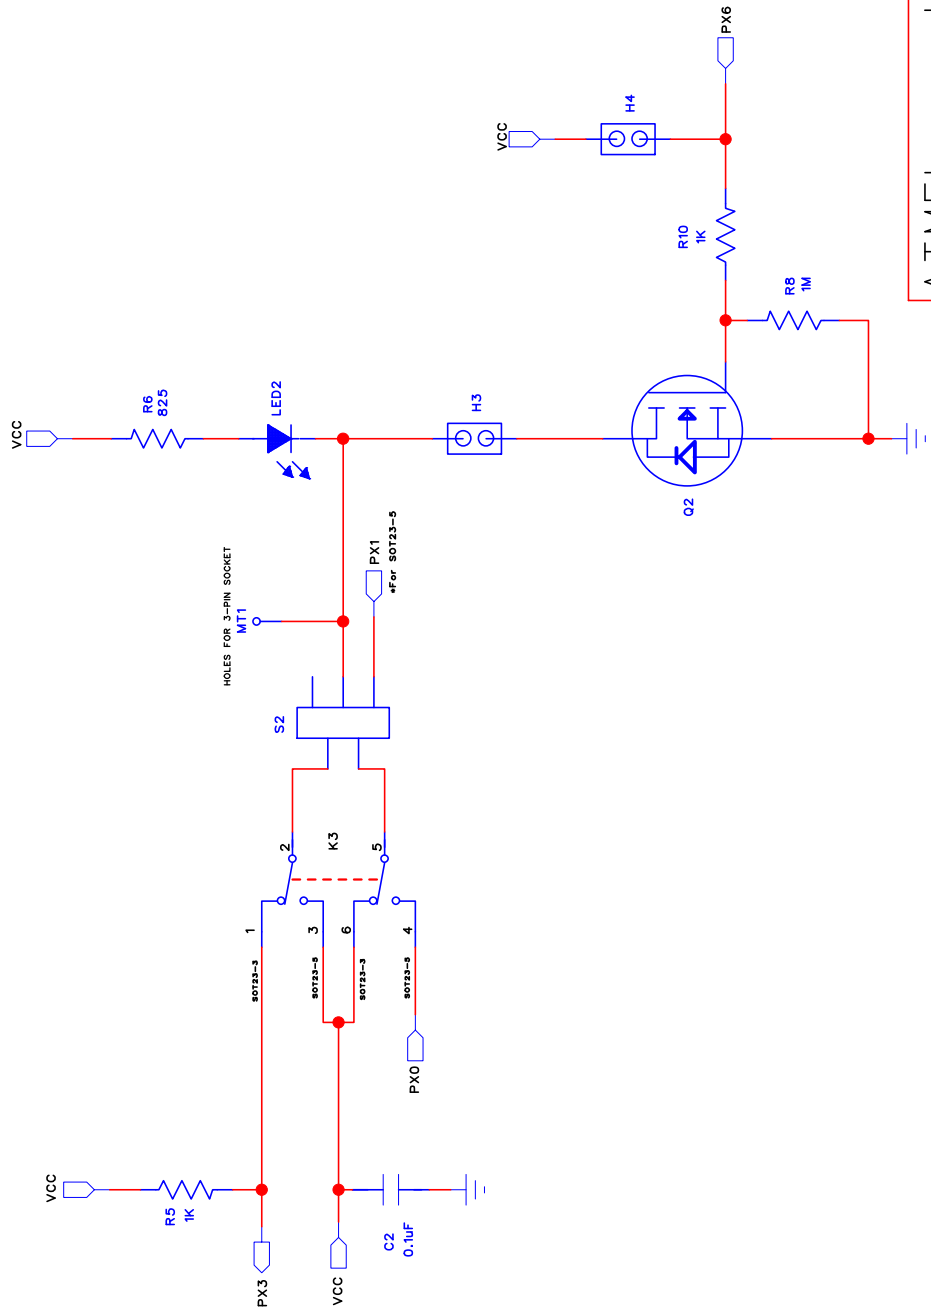 PX6
H4
VCC
R10
1K
R8
1M
VCC
R6
825
LED2
H3
Q2
HOLES FOR 3-PIN SOCKET
MT1
PX1
*For SOT23-5
S2
K3
2
5
1
3
6
4
SOT23-3
SOT23-5
SOT23-3
SOT23-5
PX0
VCC
R5
1K
C2
0.1uF
PX3
VCC